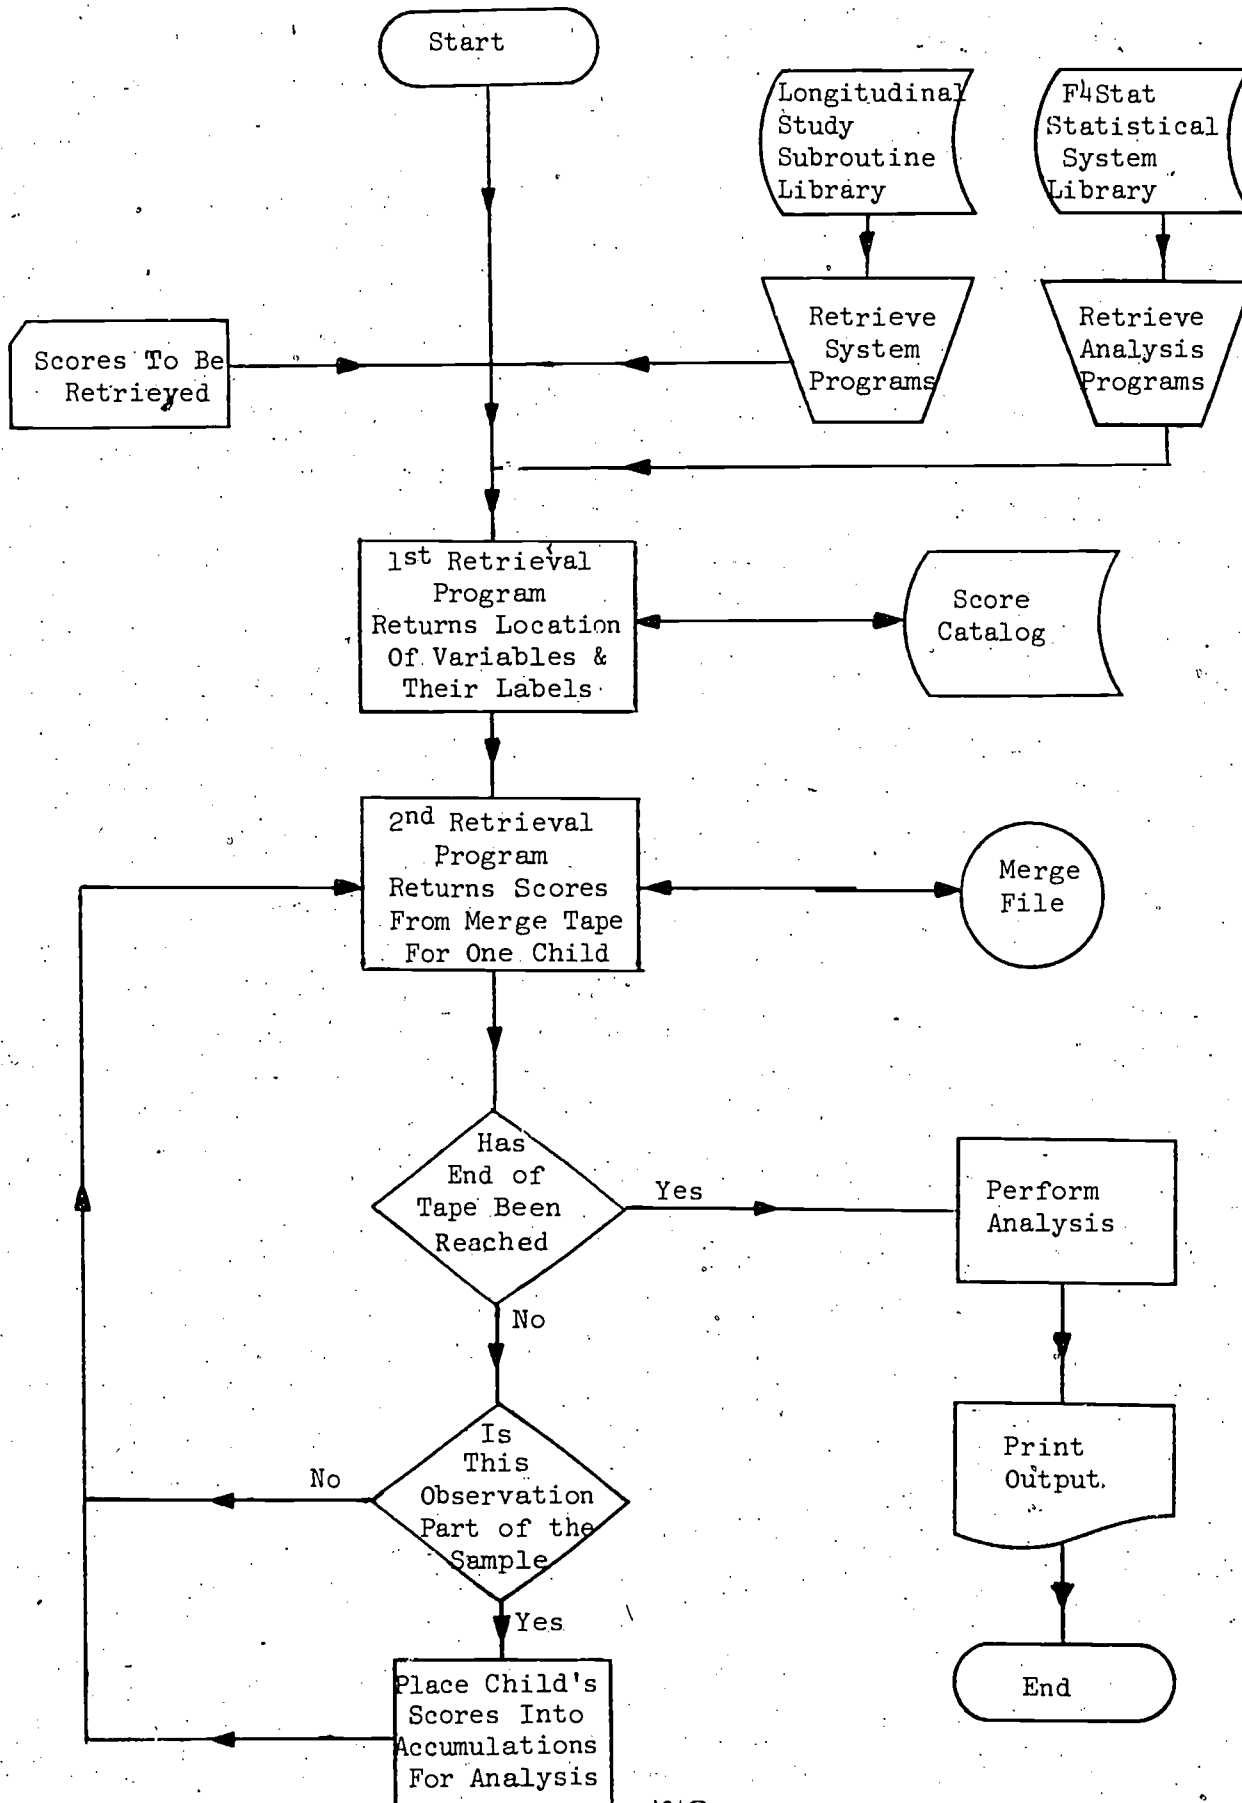 Start
Longitudinal
Study
Subroutine
Library
F4Stat
Statistical
System
Library
Scores To Be
Retrieved
Retrieve
System
Programs
Retrieve
Analysis
Programs
1st Retrieval
Program
Returns Location
Of Variables &
Their Labels
Score
Catalog
2nd Retrieval
Program
Returns Scores
From Merge Tape
For One Child
Merge
File
Has
End of
Tape Been
Reached
Yes
Perform
Analysis
No
Is
This
Observation
Part of the
Sample
No
Print
Output
Yes
Place Child's
Scores Into
Accumulations
For Analysis
End